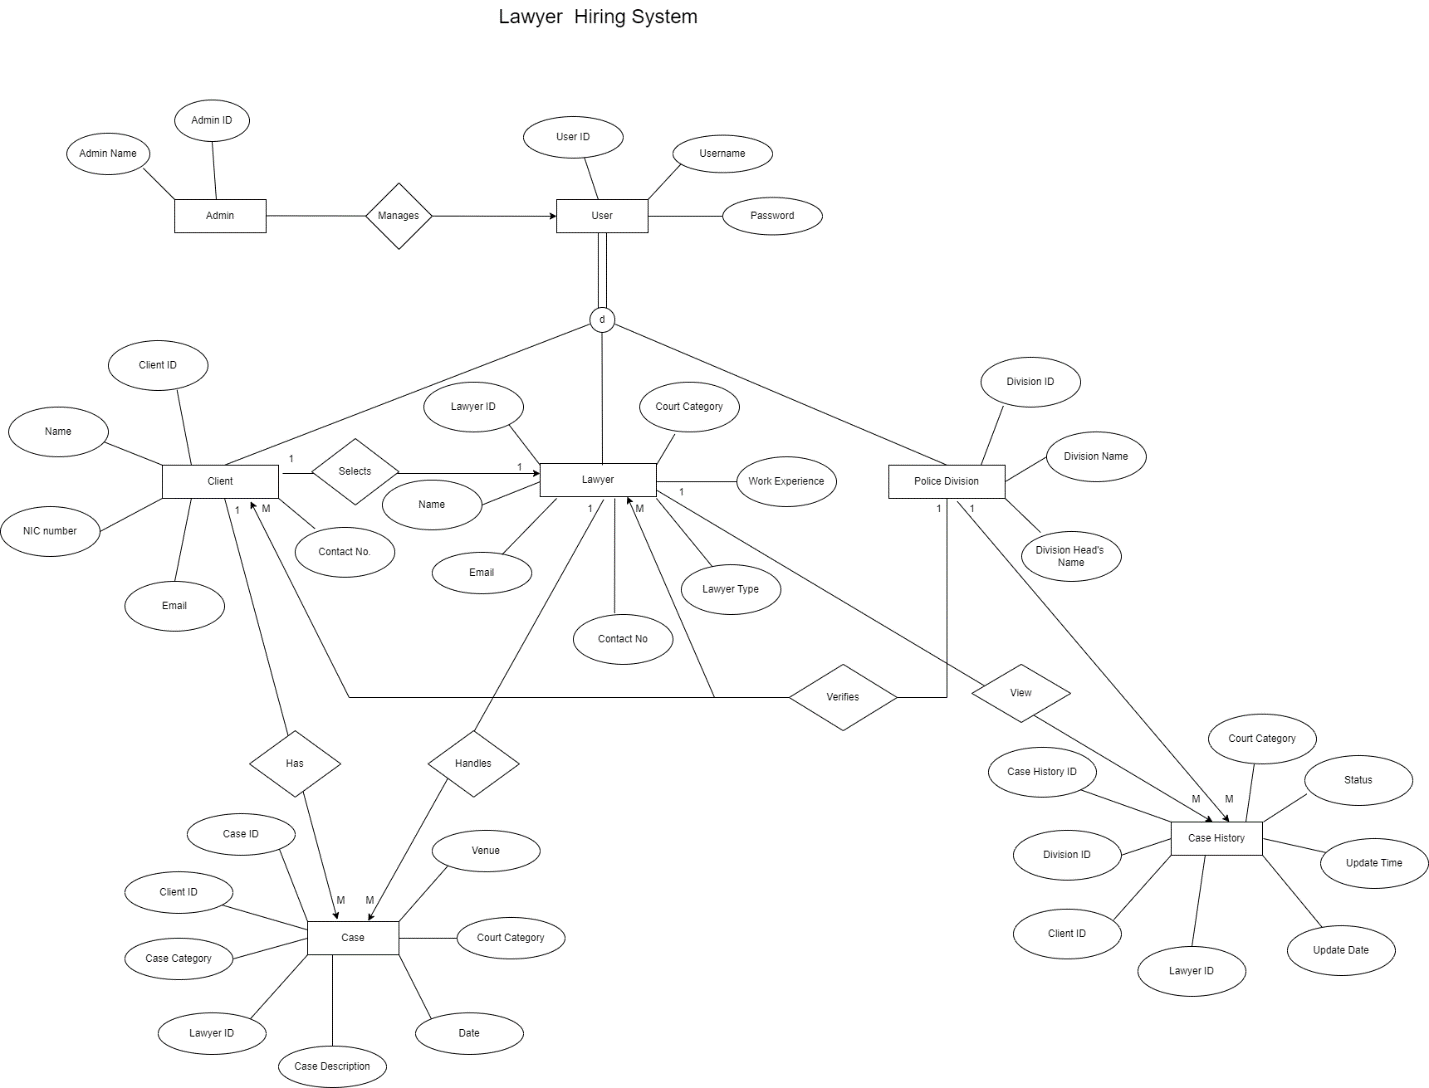 Lawyer  Hiring System
Admin ID
User ID
Admin Name
Username
Admin
Manages
User
Password
d
Client ID
Division ID
Lawyer ID
Court Category
Name
Division Name
1
Selects
1
Client
Lawyer
Work Experience
Police Division
1
Name
1
M
1
M
1
1
NIC number
Contact No.
Division Head's
Name
Email
Lawyer Type
Email
Contact No
Verifies
View
Court Category
Has
Handles
Case History ID
Status
M
M
Case ID
Case History
Venue
Division ID
Update Time
Client ID
M
M
Case
Court Category
Client ID
Case Category
Update Date
Lawyer ID
Lawyer ID
Date
Case Description